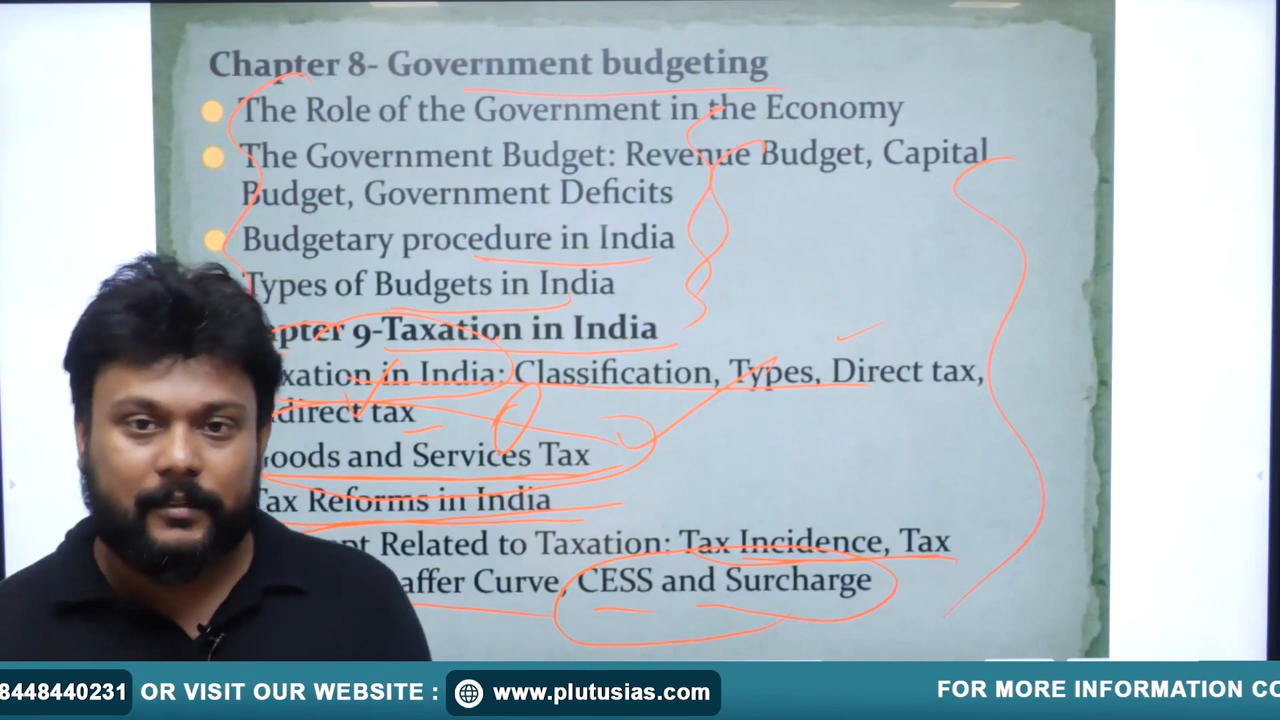 Chapter 8- Government budgeting
The Role of the Government in the Economy
The Government Budget: Revenue Budget, Capital
Budget, Government Deficits
Budgetary procedure in India
Types of Budgets in India
pter 9-Taxation in India
xation in India: Classification, Types, Direct tax,
direct tax
Goods and Services Tax
Tax Reforms in India
pt Related to Taxation: Tax Incidence, Tax
affer Curve, CESS and Surcharge
8448440231 OR VISIT OUR WEBSITE : www.plutusias.com FOR MORE INFORMATION CO